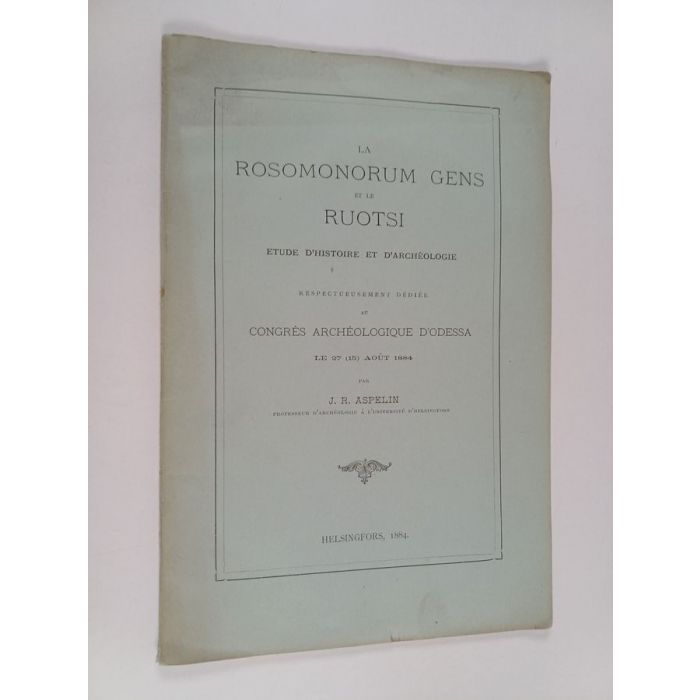 LA
ROSOMONORUM GENS
ET LE
RUOTSI
ETUDE D'HISTOIRE ET D'ARCHÉOLOGIE
RESPECTUEUSEMENT DÉDIÉE
AU
CONGRÈS ARCHÉOLOGIQUE D'ODESSA
LE 27 (15) AOÛT 1884
PAR
J. R. ASPELIN
PROFESSEUR D'ARCHÉOLOGIE À L'UNIVERSITÉ D'HELSINGFORS
HELSINGFORS, 1884.